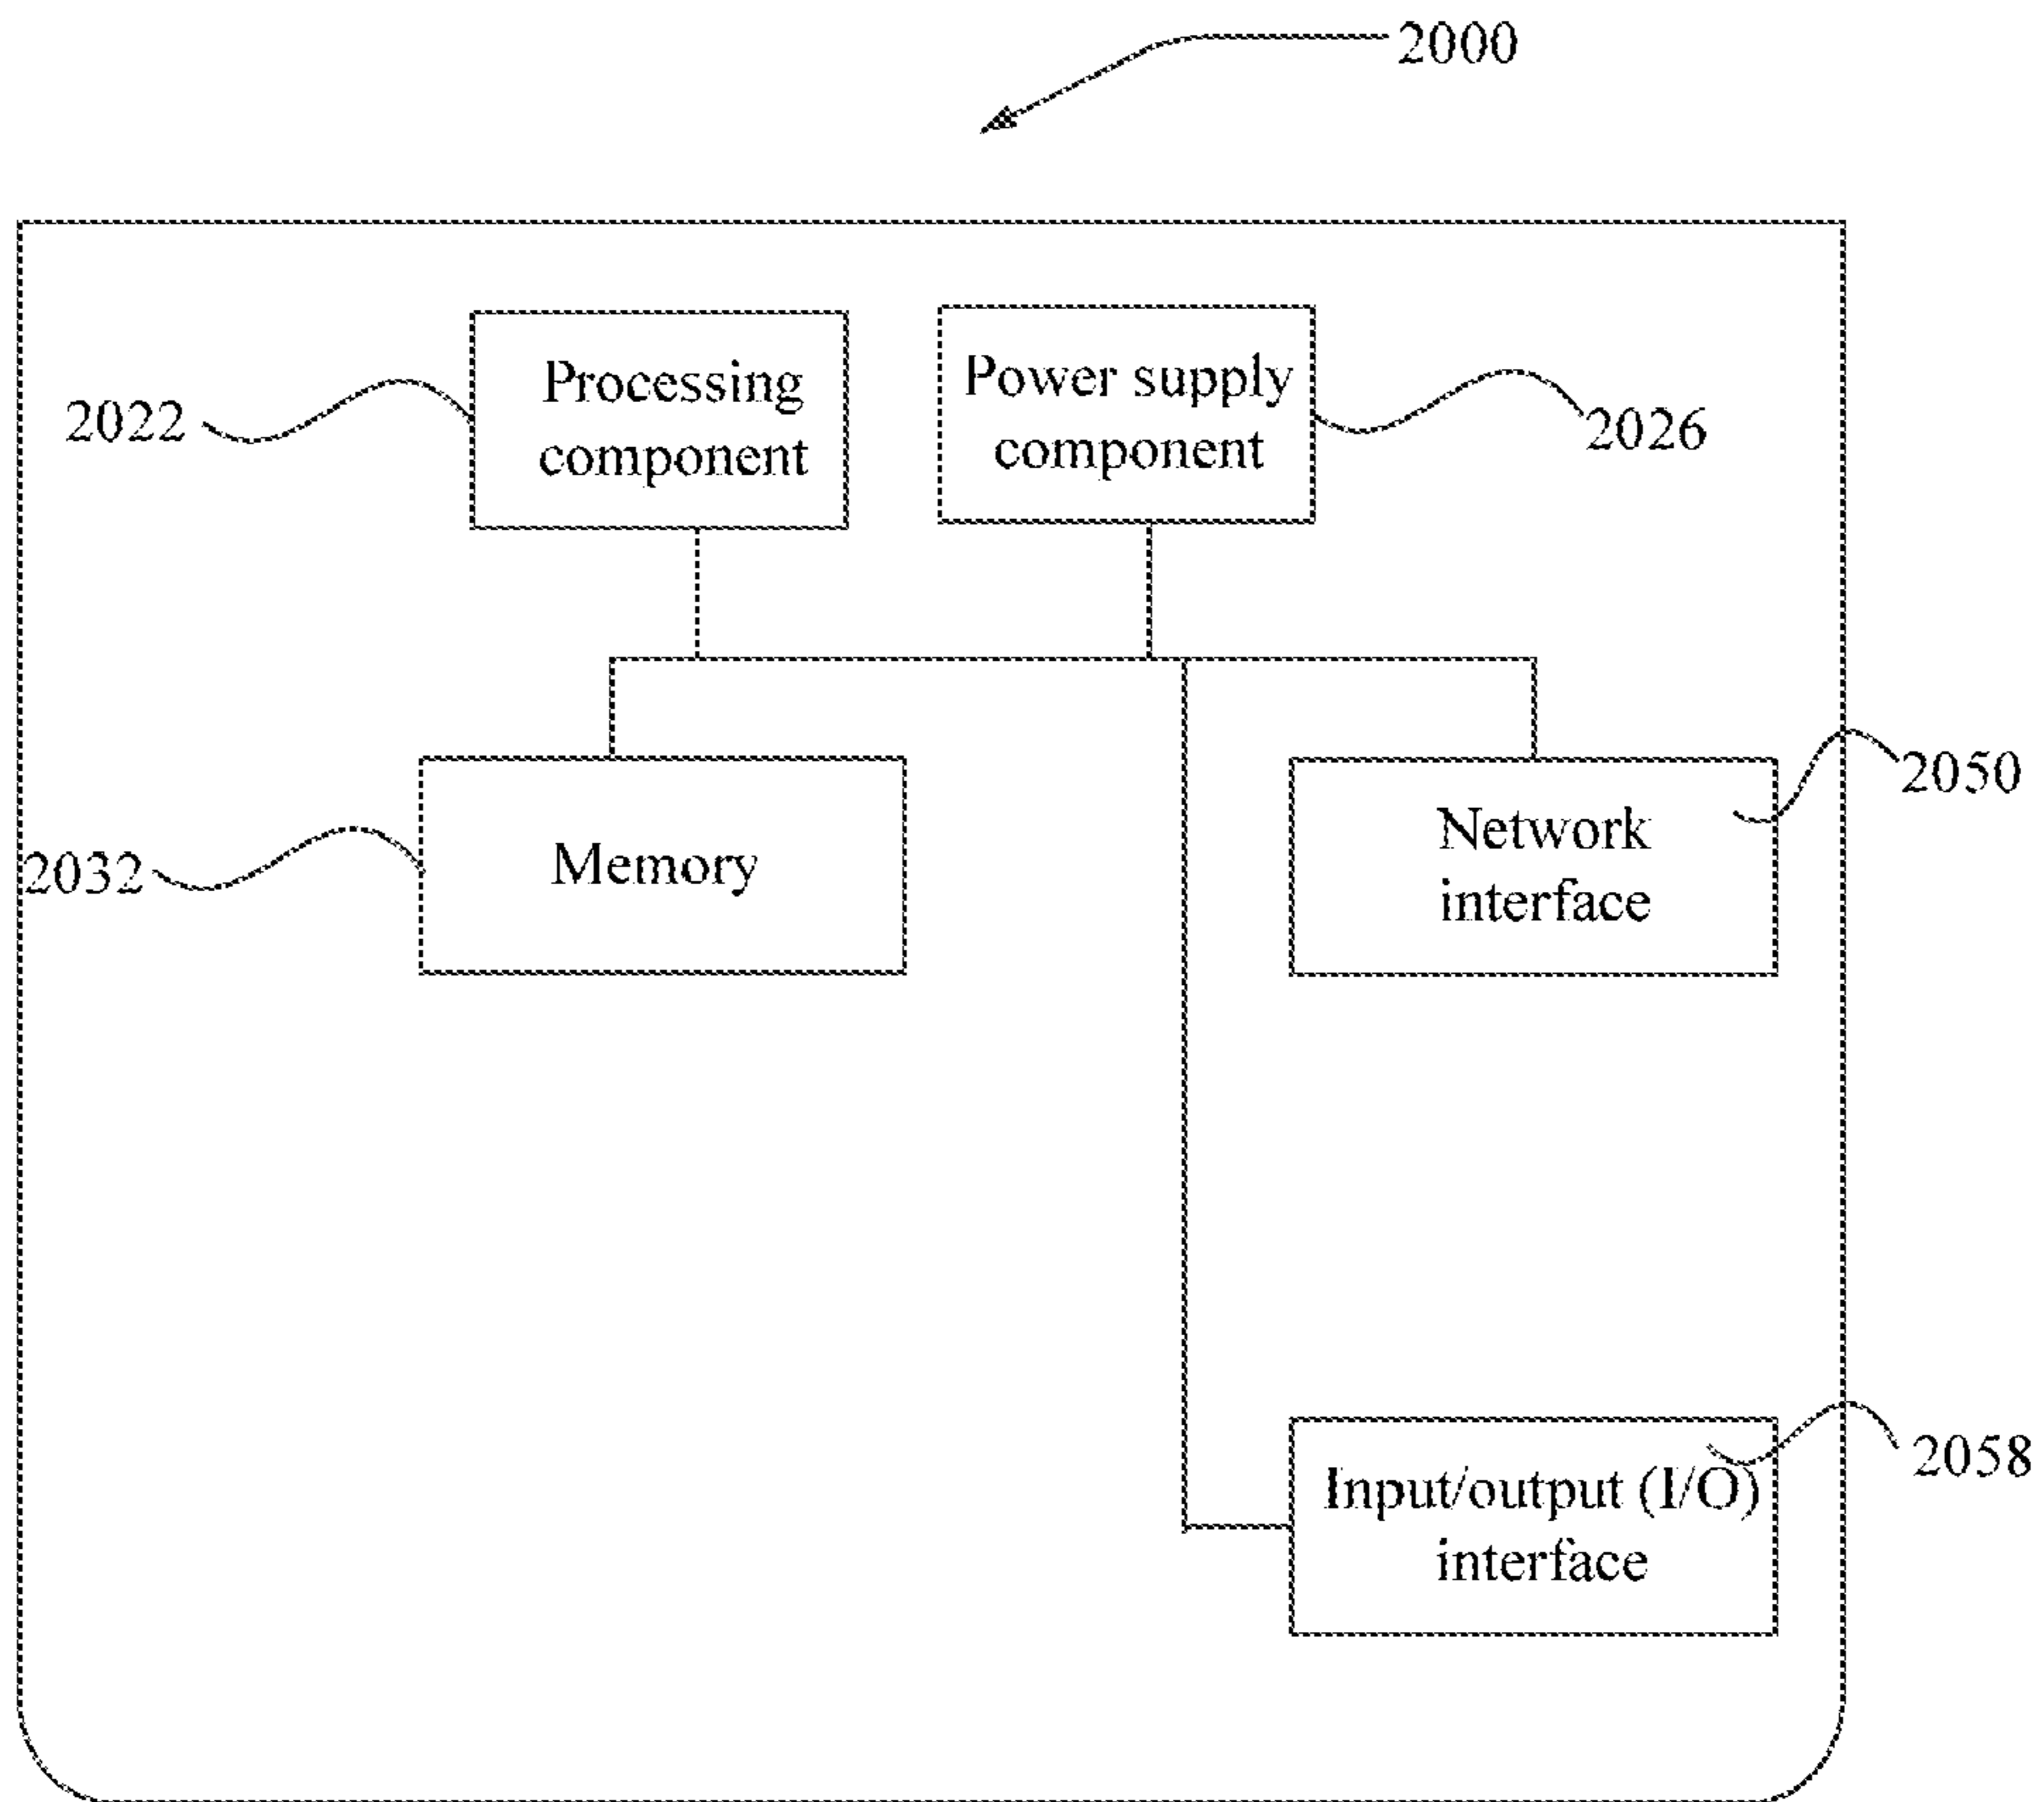 2000
Processing
component
Power supply
component
2022
2026
Memory
2032
Network
interface
2050
Input/output (I/O)
interface
2058